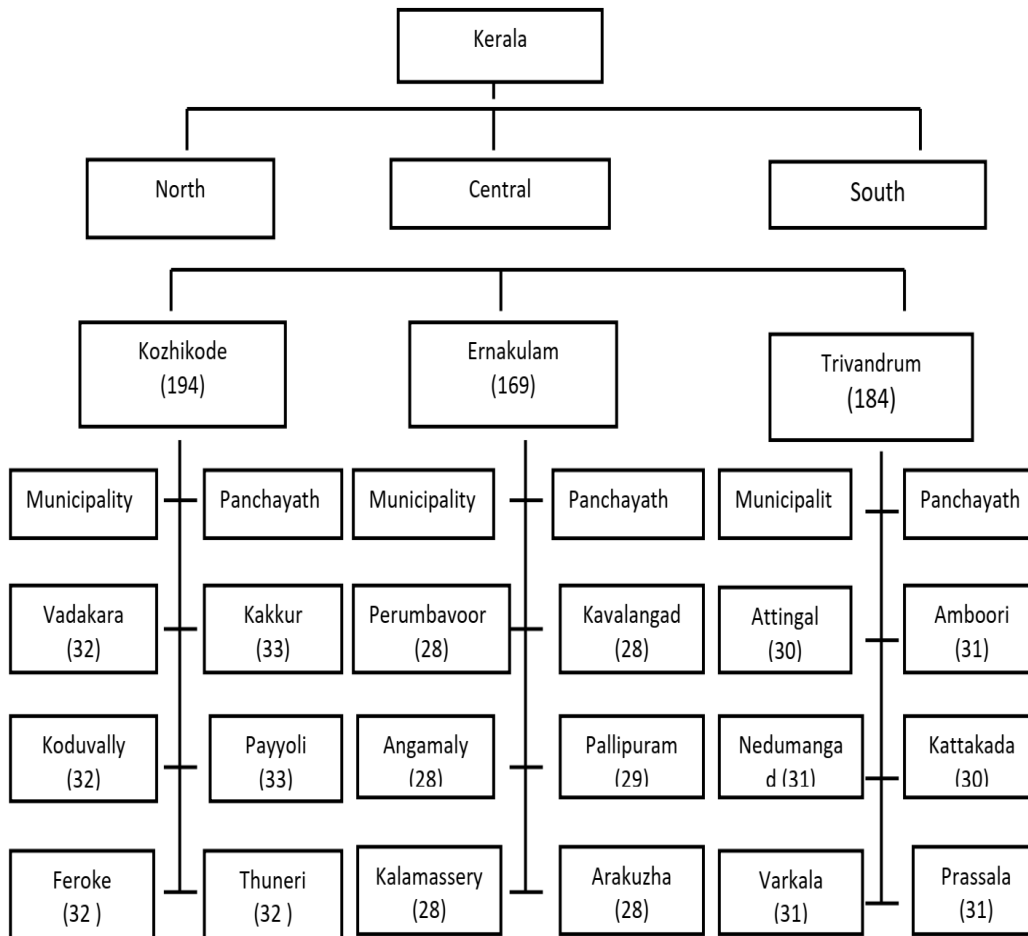 Kerala
North
Central
South
Kozhikode
(194)
Ernakulam
(169)
Trivandrum
(184)
Municipality
Panchayath
Municipality
Panchayath
Municipalit
Panchayath
Vadakara
(32)
Kakkur
(33)
Perumbavoor
(28)
Kavalangad
(28)
Attingal
(30)
Amboori
(31)
Koduvally
(32)
Payyoli
(33)
Angamaly
(28)
Pallipuram
(29)
Nedumanga
d (31)
Kattakada
(30)
Feroke
(32 )
Thuneri
(32 )
Kalamassery
(28)
Arakuzha
(28)
Varkala
(31)
Prassala
(31)